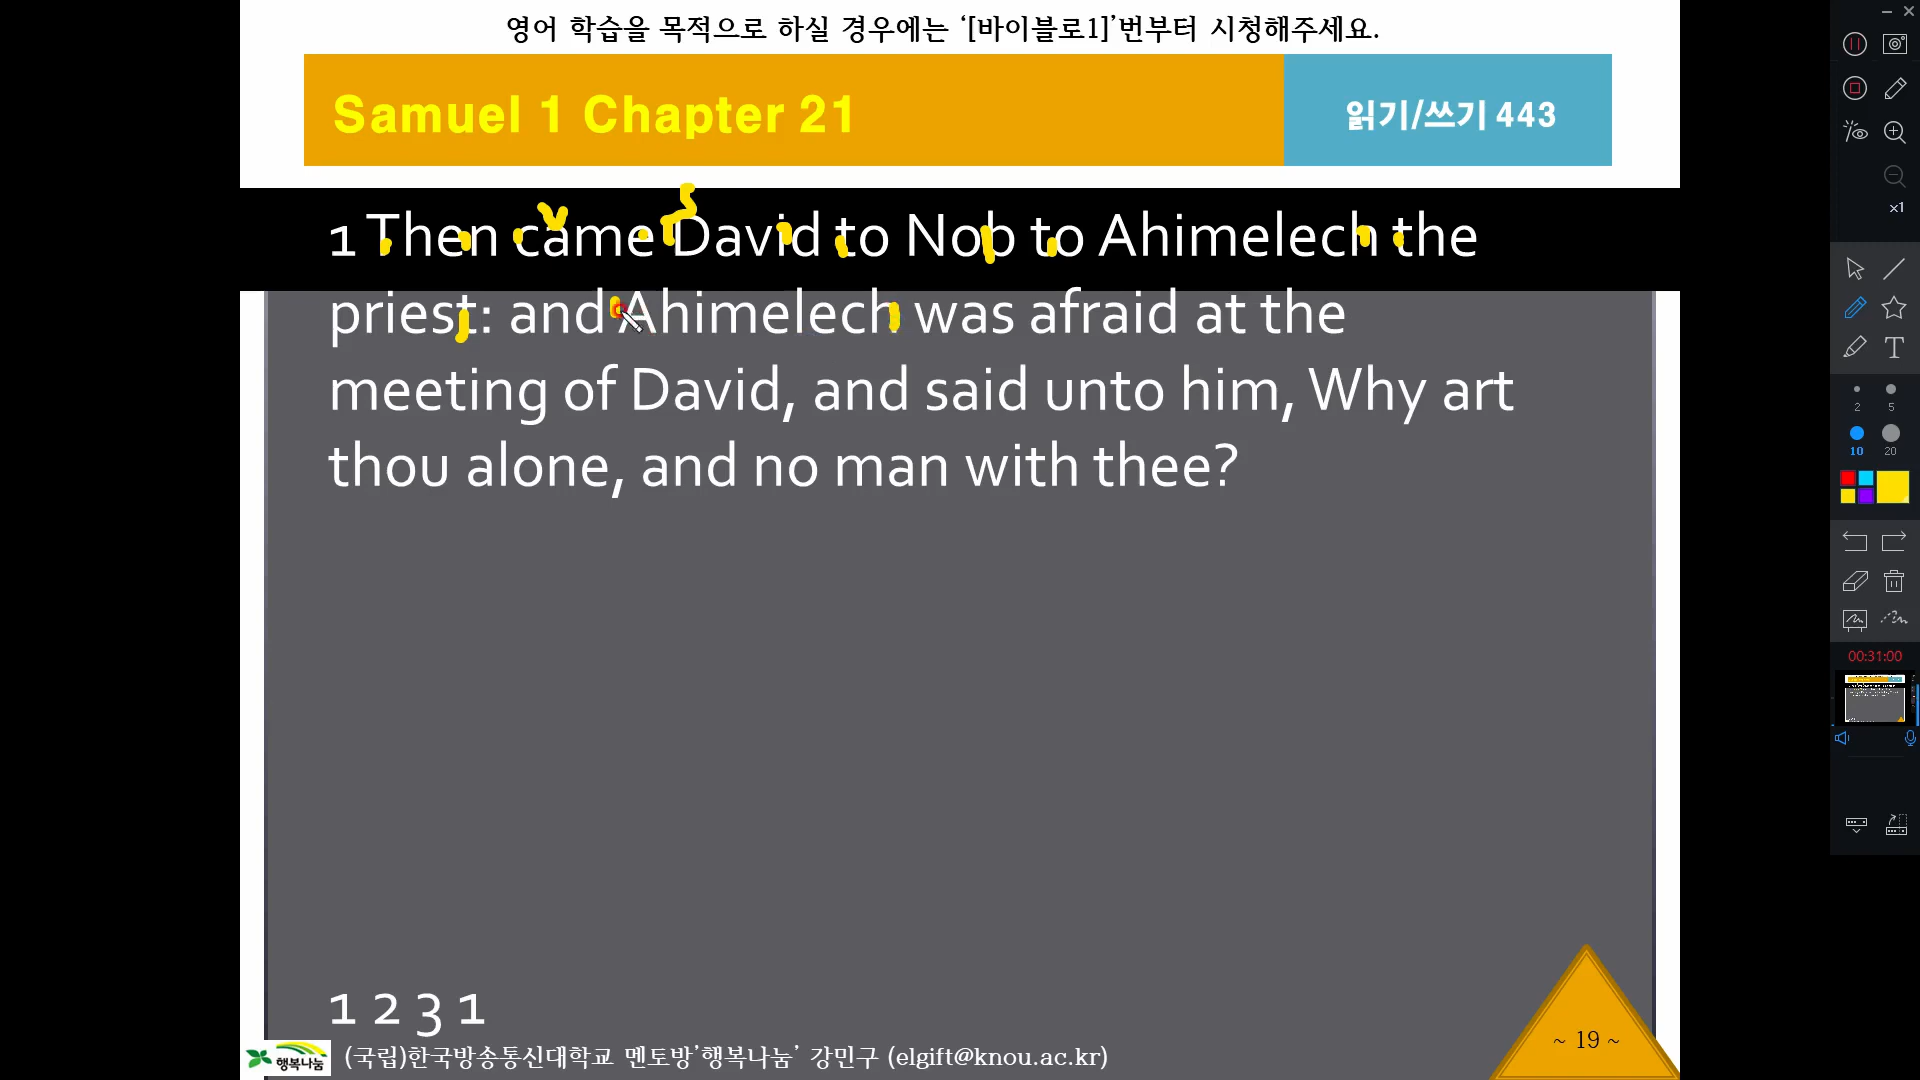 영어 학습을 목적으로 하실 경우에는 ‘[바이블로1]’번부터 시청해주세요.
Samuel 1 Chapter 21
읽기/쓰기 443
1 Then came David to Nob to Ahimelech the
priest: and Ahimelech was afraid at the
meeting of David, and said unto him, Why art
thou alone, and no man with thee?
1 2 3 1
행복나눔
(국립)한국방송통신대학교 멘토방’행복나눔’ 강민구 (elgift@knou.ac.kr)
~ 19 ~
x1
T
2
5
10
20
00:31:00